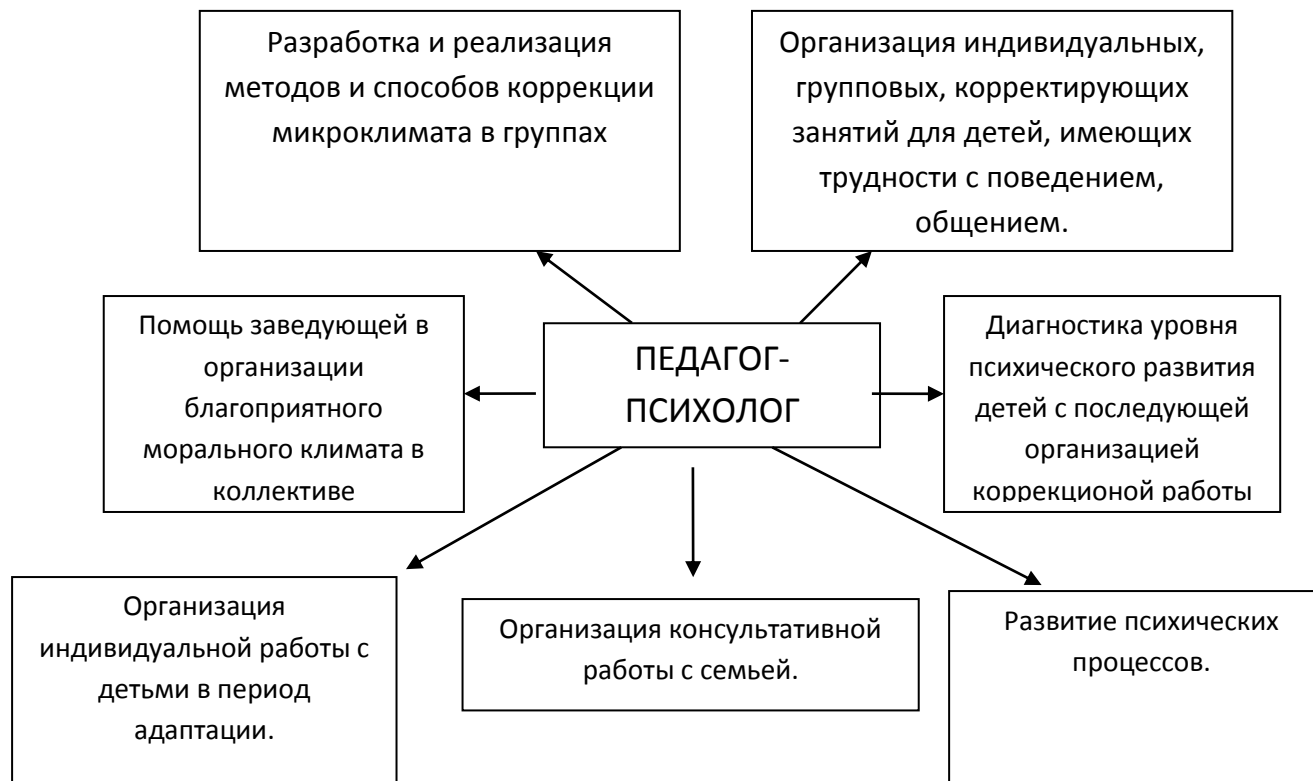 Разработка и реализация
методов и способов коррекции
микроклимата в группах
Организация индивидуальных,
групповых, корректирующих
занятий для детей, имеющих
трудности с поведением,
общением.
Помощь заведующей в
организации
благоприятного
морального климата в
коллективе
ПЕДАГОГ-
ПСИХОЛОГ
Диагностика уровня
психического развития
детей с последующей
организацией
коррекционой работы
Организация
индивидуальной работы с
детьми в период
адаптации.
Организация консультативной
работы с семьей.
Развитие психических
процессов.